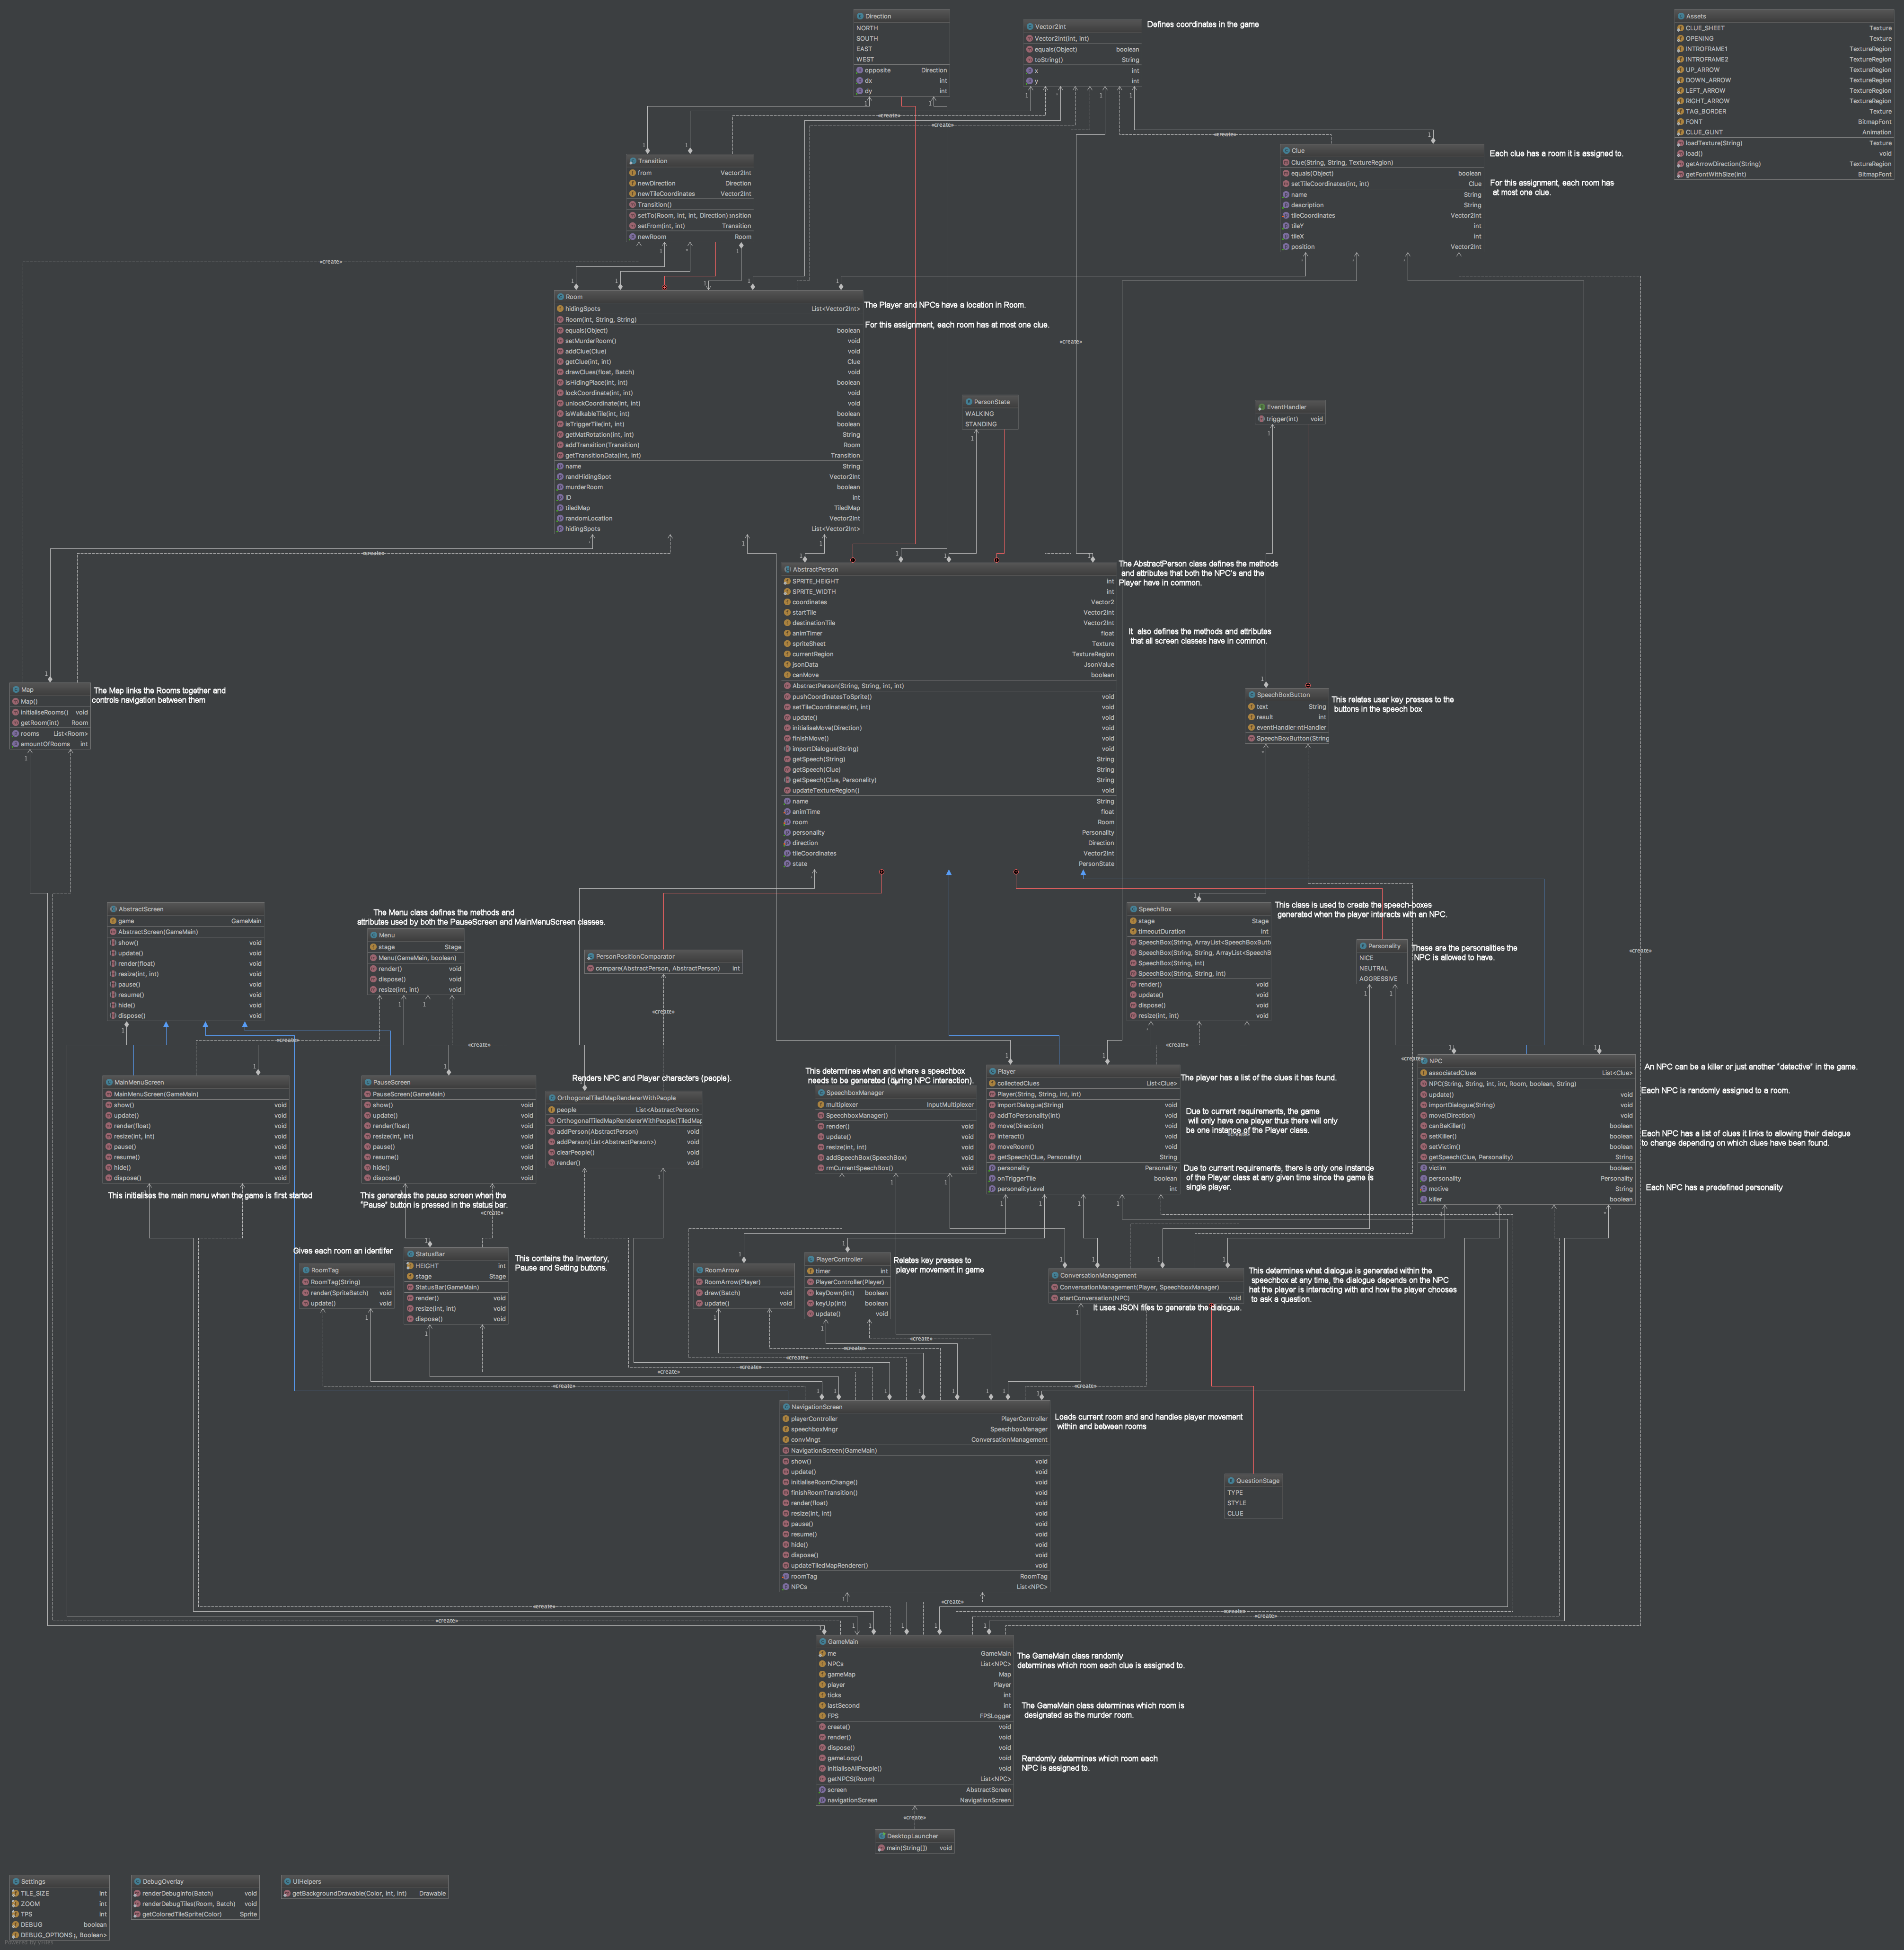 Direction
NORTH
SOUTH
EAST
WEST
opposite Direction
dx int
dy int
Vector2Int
Vector2Int(int, int)
equals(Object) boolean
toString() String
x int
y int
Defines coordinates in the game
Assets
CLUE_SHEET Texture
OPENING Texture
INTROFRAME1 TextureRegion
INTROFRAME2 TextureRegion
UP_ARROW TextureRegion
DOWN_ARROW TextureRegion
LEFT_ARROW TextureRegion
RIGHT_ARROW TextureRegion
TAG_BORDER Texture
FONT BitmapFont
CLUE_GLINT Animation
loadTexture(String) Texture
load() void
getArrowDirection(String) TextureRegion
getFontWithSize(int) BitmapFont
Transition
from Vector2Int
newDirection Direction
newTileCoordinates Vector2Int
Transition()
setTo(Room, int, int, Direction) ansition
setFrom(int, int) Transition
newRoom Room
Clue
Clue(String, String, TextureRegion)
equals(Object) boolean
setTileCoordinates(int, int) Clue
name String
description String
tileCoordinates Vector2Int
tileY int
tileX int
position Vector2Int
Each clue has a room it is assigned to.
For this assignment, each room has
at most one clue.
Room
hidingSpots List<Vector2Int>
Room(int, String, String)
equals(Object) boolean
setMurderRoom() void
addClue(Clue) void
getClue(int, int) Clue
drawClues(float, Batch) void
isHidingPlace(int, int) boolean
lockCoordinate(int, int) void
unlockCoordinate(int, int) void
isWalkableTile(int, int) boolean
isTriggerTile(int, int) boolean
getMatRotation(int, int) String
addTransition(Transition) Room
getTransitionData(int, int) Transition
name String
randHidingSpot Vector2Int
murderRoom boolean
ID int
tiledMap TiledMap
randomLocation Vector2Int
hidingSpots List<Vector2Int>
The Player and NPCs have a location in Room.
For this assignment, each room has at most one clue.
PersonState
WALKING
STANDING
EventHandler
trigger(int) void
AbstractPerson
SPRITE_HEIGHT int
SPRITE_WIDTH int
coordinates Vector2
startTile Vector2Int
destinationTile Vector2Int
animTimer float
spriteSheet Texture
currentRegion TextureRegion
jsonData JsonValue
canMove boolean
AbstractPerson(String, String, int, int)
pushCoordinatesToSprite() void
setTileCoordinates(int, int) void
update() void
initialiseMove(Direction) void
finishMove() void
importDialogue(String) void
getSpeech(String) String
getSpeech(Clue) String
getSpeech(Clue, Personality) String
updateTextureRegion() void
name String
animTime float
room Room
personality Personality
direction Direction
tileCoordinates Vector2Int
state PersonState
The AbstractPerson class defines the methods
and attributes that both the NPC's and the
Player have in common.
It also defines the methods and attributes
that all screen classes have in common.
Map
Map()
initialiseRooms() void
getRoom(int) Room
rooms List<Room>
amountOfRooms int
The Map links the Rooms together and
controls navigation between them
SpeechBoxButton
text String
result int
eventHandler ntHandler
SpeechBoxButton(String
This relates user key presses to the
buttons in the speech box
AbstractScreen
game GameMain
AbstractScreen(GameMain)
show() void
update() void
render(float) void
resize(int, int) void
pause() void
resume() void
hide() void
dispose() void
The Menu class defines the methods and
attributes used by both the PauseScreen and MainMenuScreen classes.
Menu
stage Stage
Menu(GameMain, boolean)
render() void
dispose() void
resize(int, int) void
PersonPositionComparator
compare(AbstractPerson, AbstractPerson) int
SpeechBox
stage Stage
timeoutDuration int
SpeechBox(String, ArrayList<SpeechBoxButt
SpeechBox(String, String, ArrayList<SpeechB
SpeechBox(String, int)
SpeechBox(String, String, int)
render() void
update() void
dispose() void
resize(int, int) void
This class is used to create the speech-boxes
generated when the player interacts with an NPC.
Personality
NICE
NEUTRAL
AGGRESSIVE
These are the personalities the
NPC is allowed to have.
MainMenuScreen
MainMenuScreen(GameMain)
show() void
update() void
render(float) void
resize(int, int) void
pause() void
resume() void
hide() void
dispose() void
This initialises the main menu when the game is first started
PauseScreen
PauseScreen(GameMain)
show() void
update() void
render(float) void
resize(int, int) void
pause() void
resume() void
hide() void
dispose() void
This generates the pause screen when the
"Pause" button is pressed in the status bar.
Renders NPC and Player characters (people).
OrthogonalTiledMapRendererWithPeople
people List<AbstractPerson>
OrthogonalTiledMapRendererWithPeople(TiledMap
addPerson(AbstractPerson) void
addPerson(List<AbstractPerson>) void
clearPeople() void
render() void
This determines when and where a speechbox
needs to be generated (during NPC interaction).
SpeechboxManager
multiplexer InputMultiplexer
SpeechboxManager()
render() void
update() void
resize(int, int) void
addSpeechBox(SpeechBox) void
rmCurrentSpeechBox() void
Player
collectedClues List<Clue>
Player(String, String, int, int)
importDialogue(String) void
addToPersonality(int) void
move(Direction) void
interact() void
moveRoom() void
getSpeech(Clue, Personality) String
personality Personality
onTriggerTile boolean
personalityLevel int
The player has a list of the clues it has found.
Due to current requirements, the game
will only have one player thus there will only
be one instance of the Player class.
Due to current requirements, there is only one instance
of the Player class at any given time since the game is
single player.
NPC
associatedClues List<Clue>
NPC(String, String, int, int, Room, boolean, String)
update() void
importDialogue(String) void
move(Direction) void
canBeKiller() boolean
setKiller() boolean
setVictim() boolean
getSpeech(Clue, Personality) String
victim boolean
personality Personality
motive String
killer boolean
An NPC can be a killer or just another "detective" in the game.
Each NPC is randomly assigned to a room.
Each NPC has a list of clues it links to allowing their dialogue
to change depending on which clues have been found.
Each NPC has a predefined personality
Gives each room an identifer
RoomTag
RoomTag(String)
render(SpriteBatch) void
update() void
StatusBar
HEIGHT int
stage Stage
StatusBar(GameMain)
render() void
resize(int, int) void
dispose() void
This contains the Inventory,
Pause and Setting buttons.
RoomArrow
RoomArrow(Player)
draw(Batch) void
update() void
PlayerController
timer int
PlayerController(Player)
keyDown(int) boolean
keyUp(int) boolean
update() void
Relates key presses to
player movement in game
ConversationManagement
ConversationManagement(Player, SpeechboxManager)
startConversation(NPC) void
This determines what dialogue is generated within the
speechbox at any time, the dialogue depends on the NPC
hat the player is interacting with and how the player chooses
to ask a question.
It uses JSON files to generate the dialogue.
NavigationScreen
playerController PlayerController
speechboxMngr SpeechboxManager
convMngt ConversationManagement
NavigationScreen(GameMain)
show() void
update() void
initialiseRoomChange() void
finishRoomTransition() void
render(float) void
resize(int, int) void
pause() void
resume() void
hide() void
dispose() void
updateTiledMapRenderer() void
roomTag RoomTag
NPCs List<NPC>
Loads current room and and handles player movement
within and between rooms
QuestionStage
TYPE
STYLE
CLUE
GameMain
me GameMain
NPCs List<NPC>
gameMap Map
player Player
ticks int
lastSecond int
FPS FPSLogger
create() void
render() void
dispose() void
gameLoop() void
initialiseAllPeople() void
getNPCS(Room) List<NPC>
screen AbstractScreen
navigationScreen NavigationScreen
The GameMain class randomly
determines which room each clue is assigned to.
The GameMain class determines which room is
designated as the murder room.
Randomly determines which room each
NPC is assigned to.
«create»
DesktopLauncher
main(String[]) void
Settings
TILE_SIZE int
ZOOM int
TPS int
DEBUG boolean
DEBUG_OPTIONS , Boolean>
DebugOverlay
renderDebugInfo(Batch) void
renderDebugTiles(Room, Batch) void
getColoredTileSprite(Color) Sprite
UIHelpers
getBackgroundDrawable(Color, int, int) Drawable
Powered by yFiles